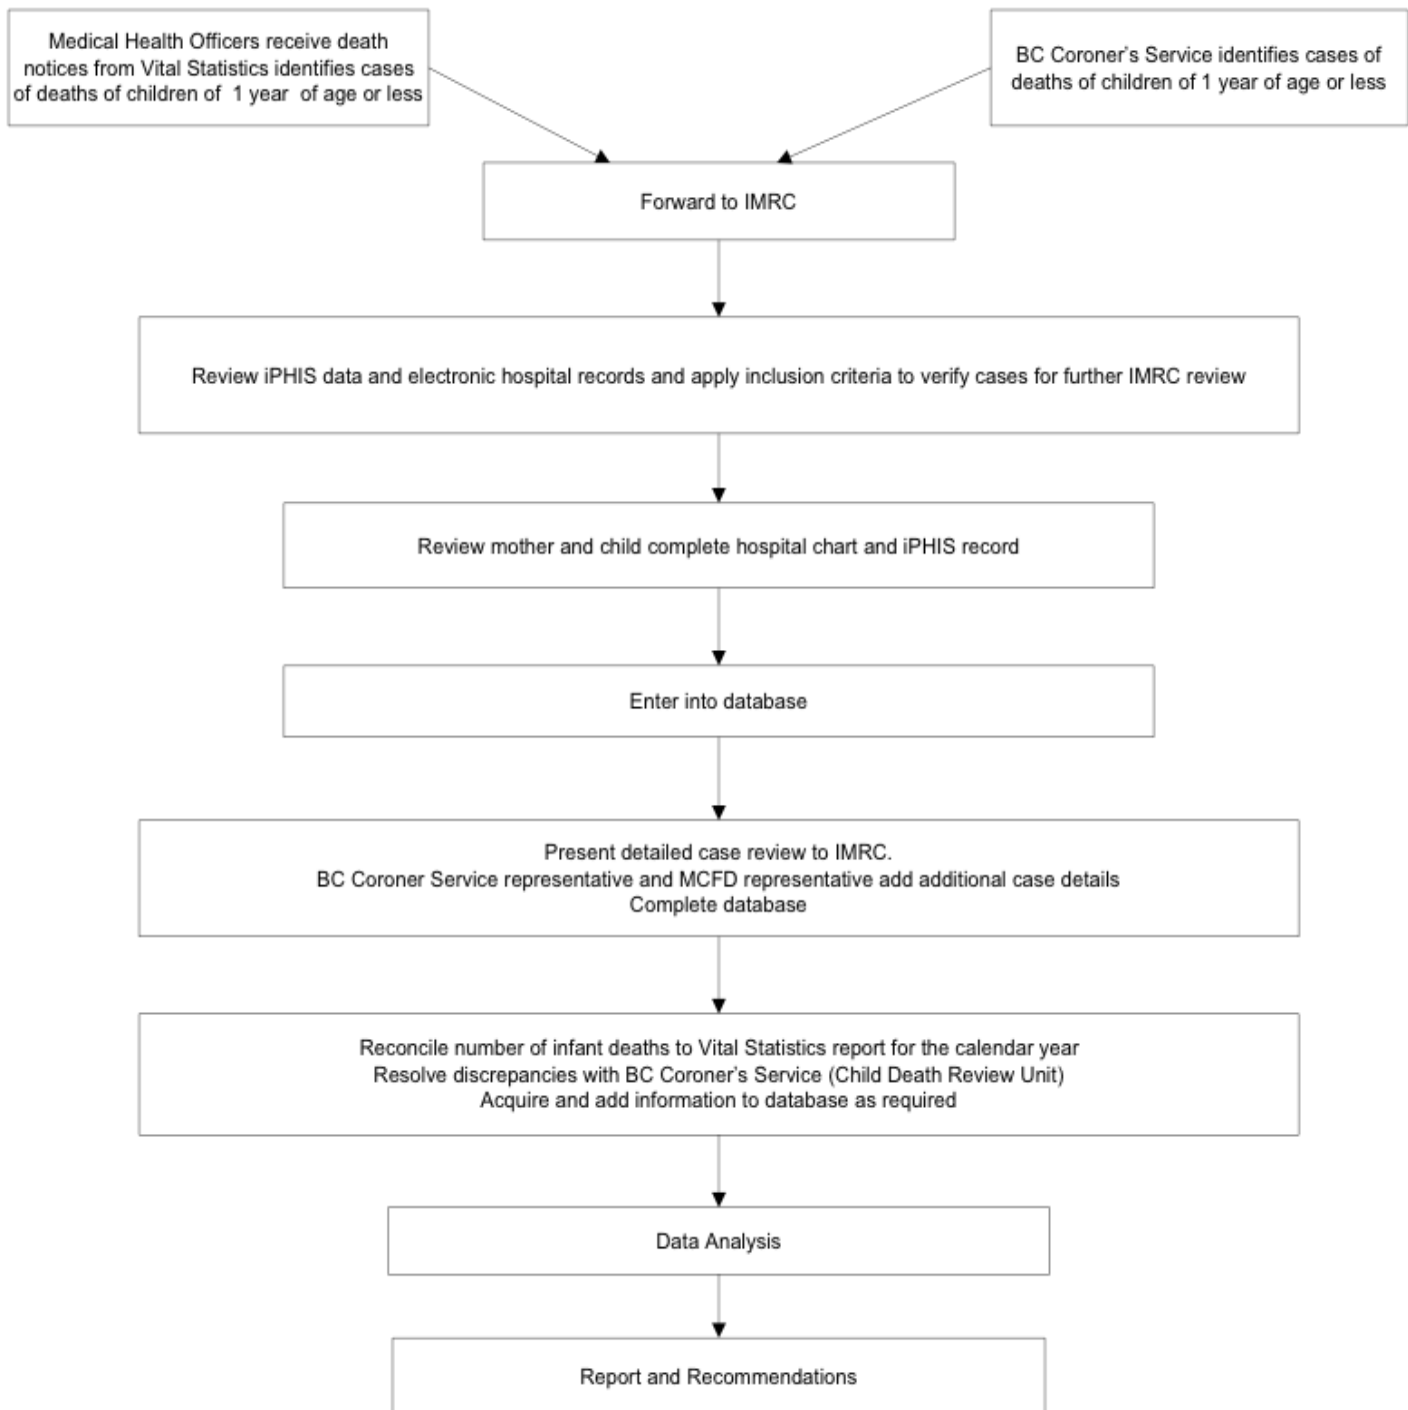 Medical Health Officers receive death
notices from Vital Statistics identifies cases
of deaths of children of 1 year of age or less
BC Coroner's Service identifies cases of
deaths of children of 1 year of age or less
Forward to IMRC
Review iPHIS data and electronic hospital records and apply inclusion criteria to verify cases for further IMRC review
Review mother and child complete hospital chart and iPHIS record
Enter into database
Present detailed case review to IMRC.
BC Coroner Service representative and MCFD representative add additional case details
Complete database
Reconcile number of infant deaths to Vital Statistics report for the calendar year
Resolve discrepancies with BC Coroner's Service (Child Death Review Unit)
Acquire and add information to database as required
Data Analysis
Report and Recommendations